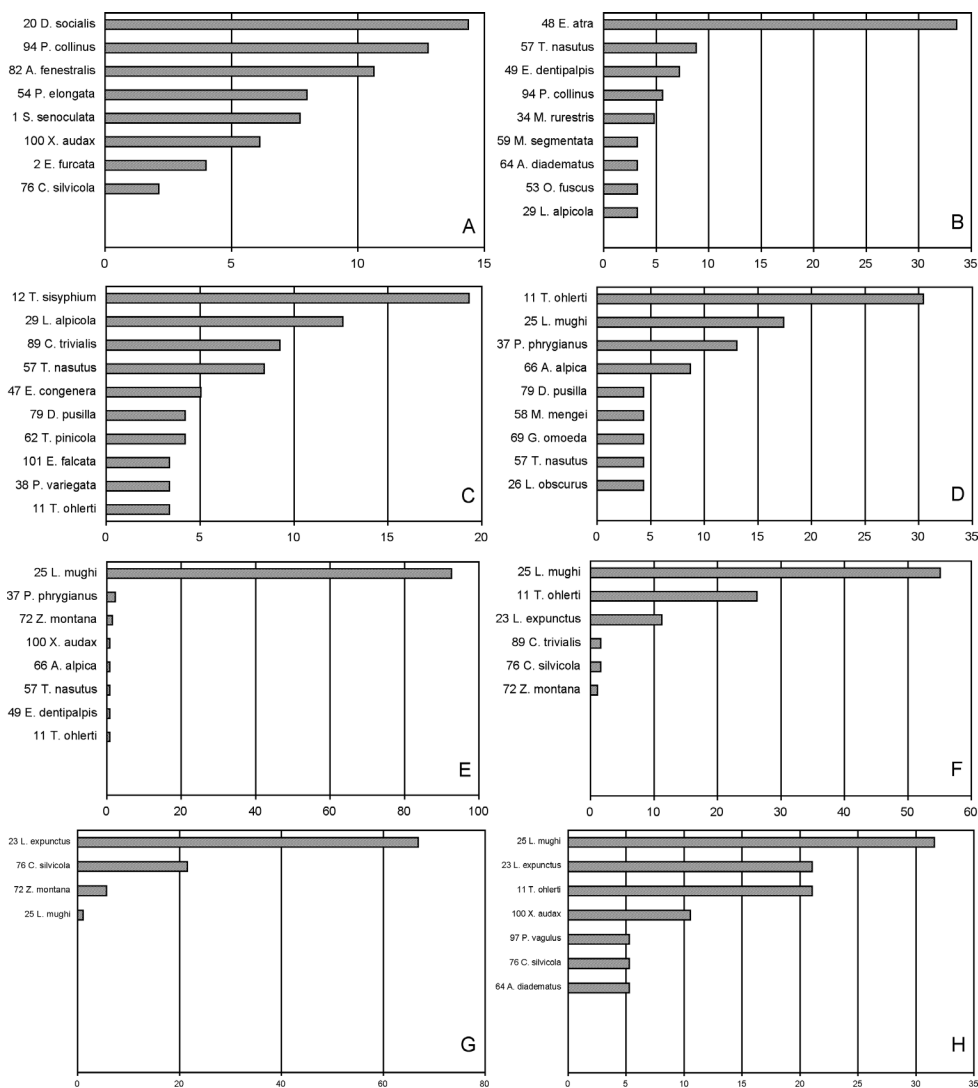 20 D. socialis
94 P. collinus
82 A. fenestralis
54 P. elongata
1 S. senoculata
100 X. audax
2 E. furcata
76 C. silvicola
A
0 5 10 15
48 E. atra
57 T. nasutus
49 E. dentipalpis
94 P. collinus
34 M. rurestris
59 M. segmentata
64 A. diadematus
53 O. fuscus
29 L. alpicola
B
0 5 10 15 20 25 30 35
12 T. sisyphium
29 L. alpicola
89 C. trivialis
57 T. nasutus
47 E. congenera
79 D. pusilla
62 T. pinicola
101 E. falcata
38 P. variegata
11 T. ohlerti
C
0 5 10 15 20
11 T. ohlerti
25 L. mughi
37 P. phrygianus
66 A. alpica
79 D. pusilla
58 M. mengei
69 G. omoeda
57 T. nasutus
26 L. obscurus
D
0 5 10 15 20 25 30 35
25 L. mughi
37 P. phrygianus
72 Z. montana
100 X. audax
66 A. alpica
57 T. nasutus
49 E. dentipalpis
11 T. ohlerti
E
0 20 40 60 80 100
25 L. mughi
11 T. ohlerti
23 L. expunctus
89 C. trivialis
76 C. silvicola
72 Z. montana
F
0 10 20 30 40 50 60
23 L. expunctus
76 C. silvicola
72 Z. montana
25 L. mughi
G
0 20 40 60 80
25 L. mughi
23 L. expunctus
11 T. ohlerti
100 X. audax
97 P. vagulus
76 C. silvicola
64 A. diadematus
H
0 5 10 15 20 25 30 35